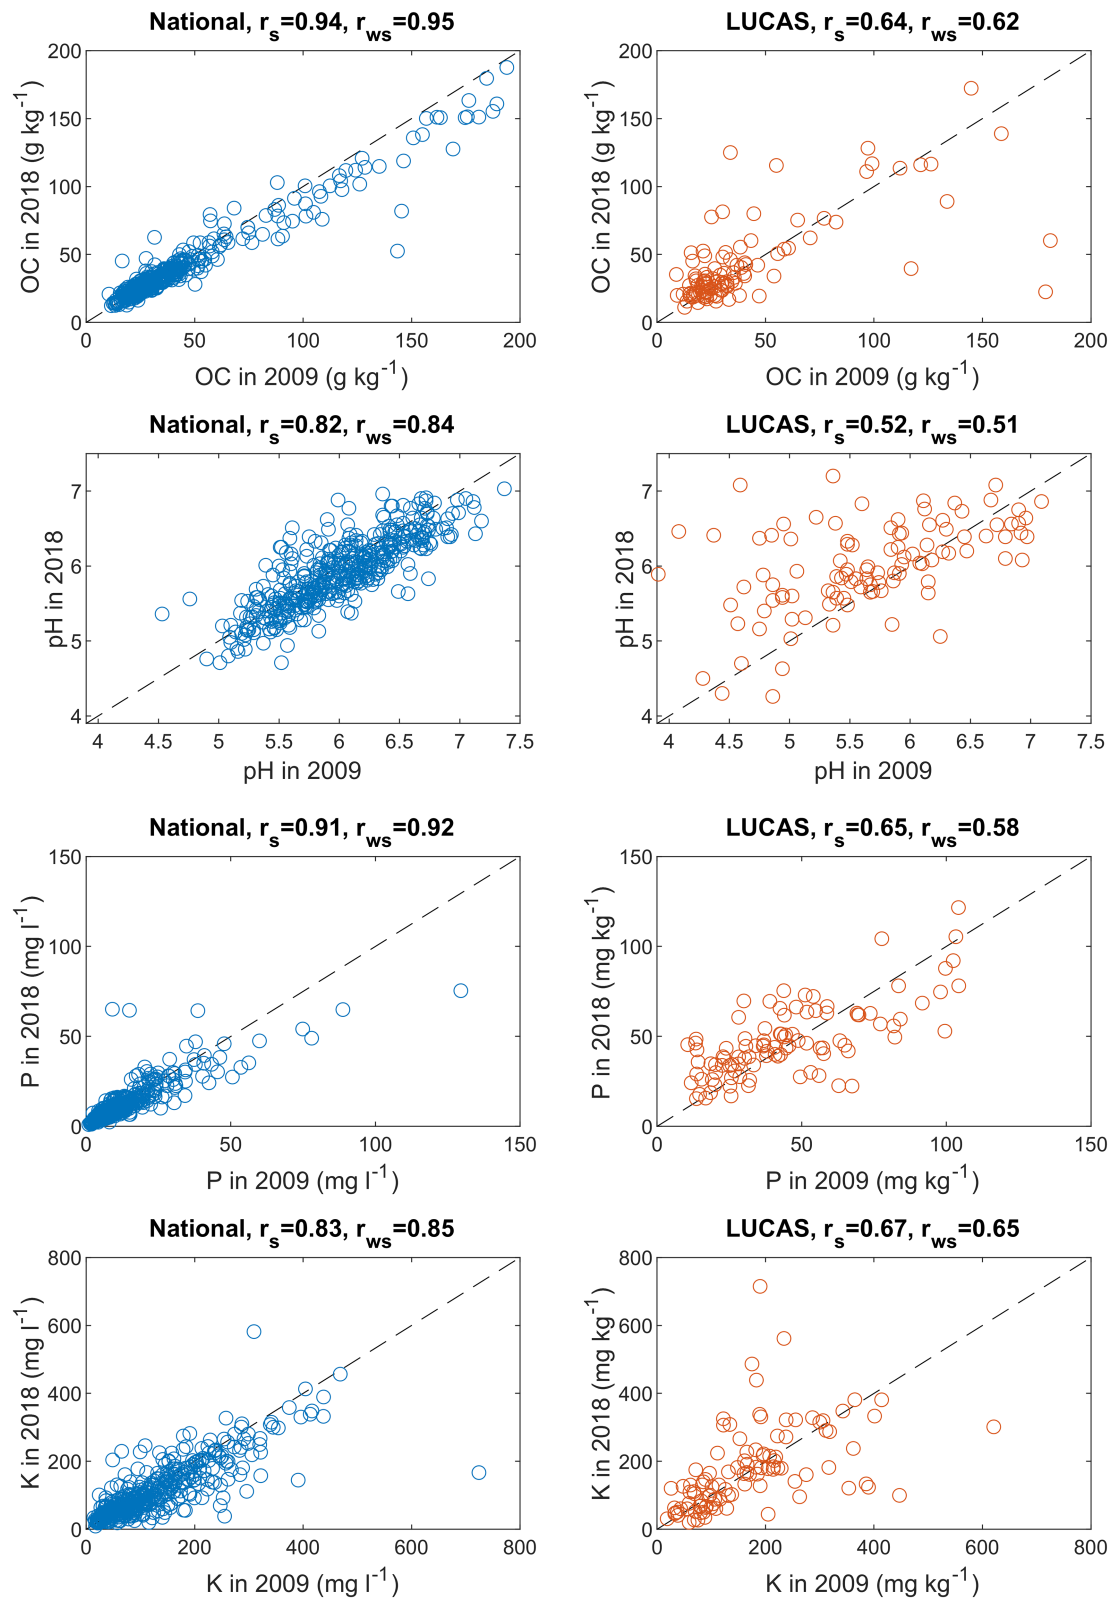 National, rs=0.94, rws=0.95
200
150
100
50
0
OC in 2018 (g kg-1)
0 50 100 150 200
OC in 2009 (g kg-1)
LUCAS, rs=0.64, rws=0.62
200
150
100
50
0
OC in 2018 (g kg-1)
0 50 100 150 200
OC in 2009 (g kg-1)
National, rs=0.82, rws=0.84
7
6
5
4
pH in 2018
4 4.5 5 5.5 6 6.5 7 7.5
pH in 2009
LUCAS, rs=0.52, rws=0.51
7
6
5
4
pH in 2018
4 4.5 5 5.5 6 6.5 7 7.5
pH in 2009
National, rs=0.91, rws=0.92
150
100
50
0
P in 2018 (mg l-1)
0 50 100 150
P in 2009 (mg l-1)
LUCAS, rs=0.65, rws=0.58
150
100
50
0
P in 2018 (mg kg-1)
0 50 100 150
P in 2009 (mg kg-1)
National, rs=0.83, rws=0.85
800
600
400
200
0
K in 2018 (mg l-1)
0 200 400 600 800
K in 2009 (mg l-1)
LUCAS, rs=0.67, rws=0.65
800
600
400
200
0
K in 2018 (mg kg-1)
0 200 400 600 800
K in 2009 (mg kg-1)